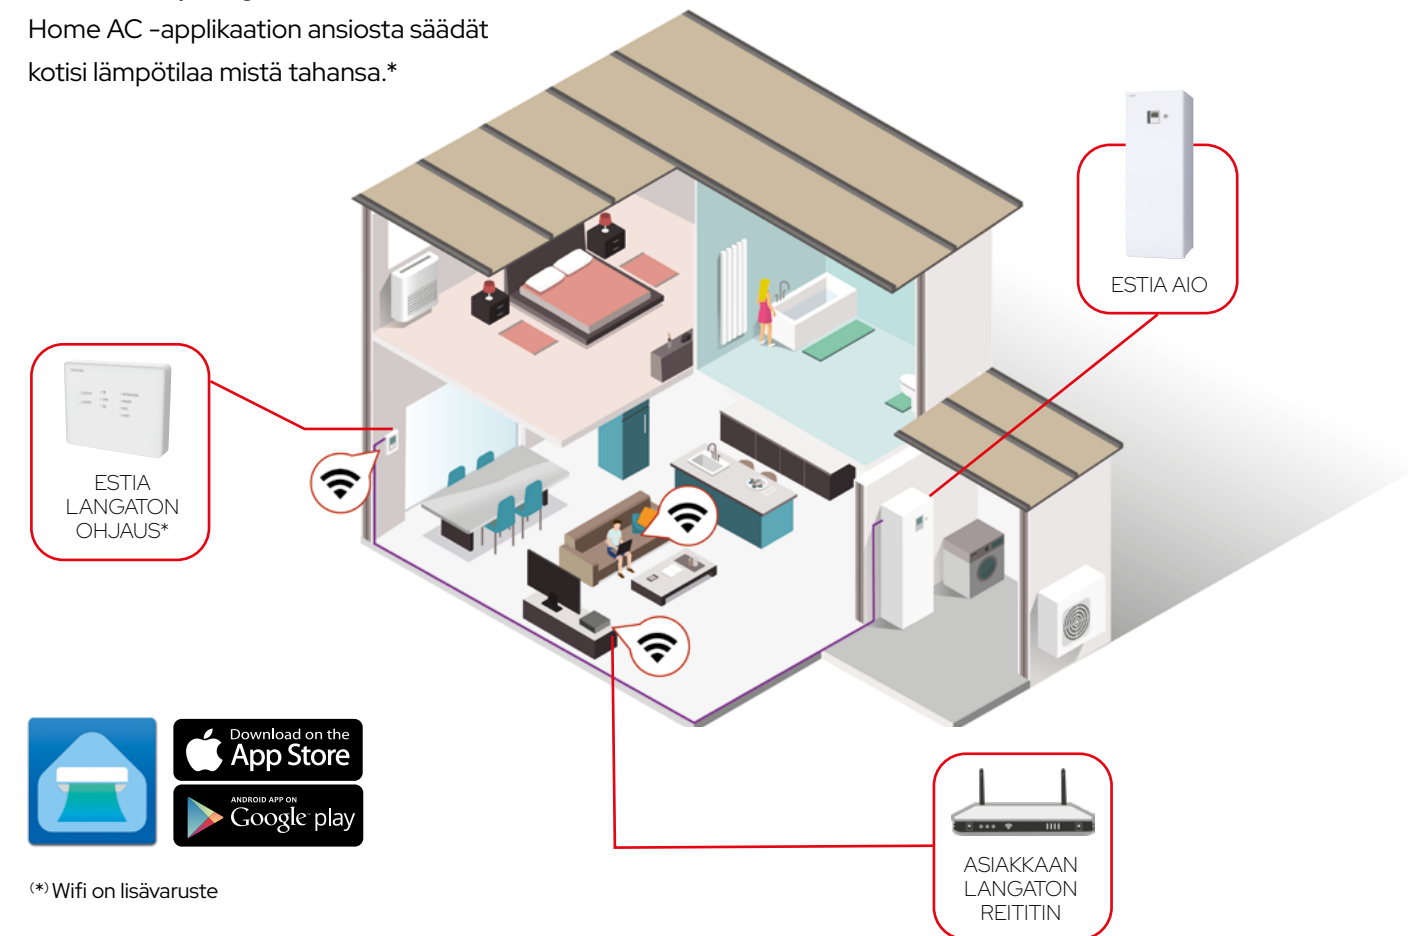 Home AC -applikaation ansiosta säädät
kotisi lämpötilaa mistä tahansa.*
ESTIA AIO
ESTIA
LANGATON
OHJAUS*
Download on the
App Store
ANDROID APP ON
Google play
ASIAKKAAN
LANGATON
REITITIN
(*) Wifi on lisävaruste